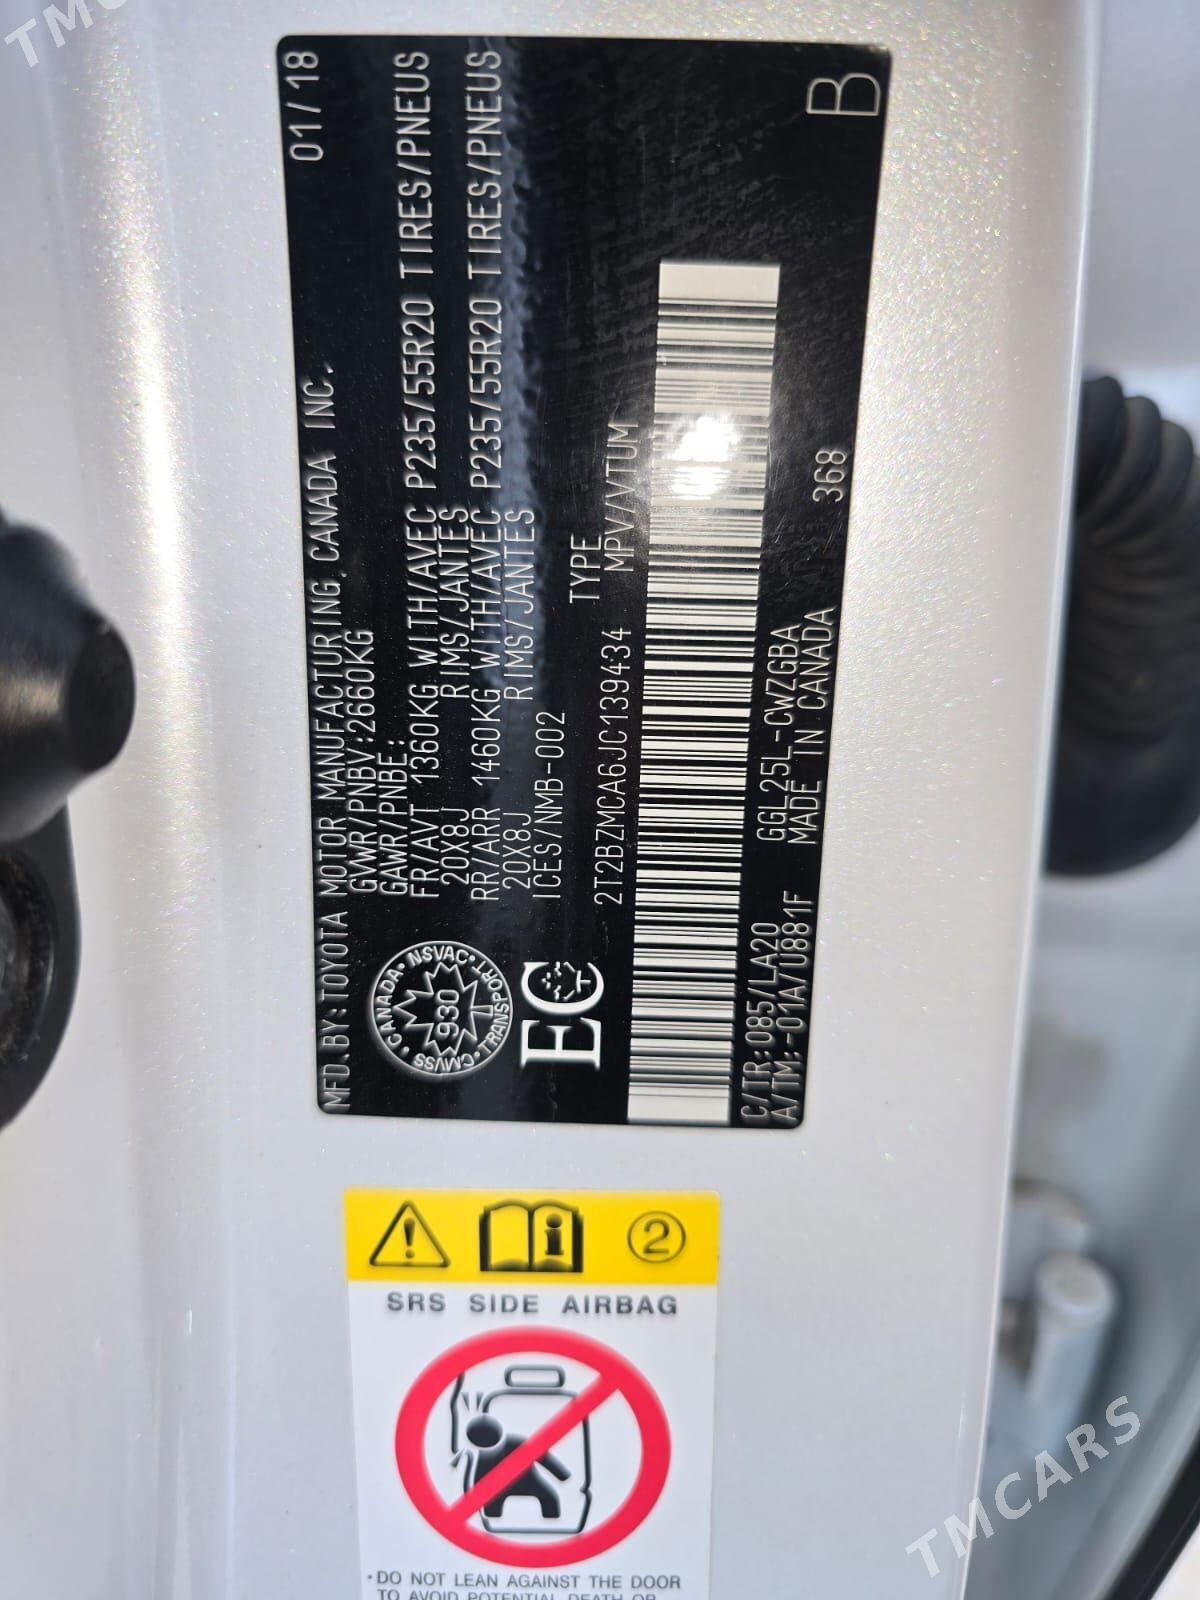 MFD. BY: TOYOTA MOTOR MANUFACTURING, CANADA INC. 01/18
GVWR/PNBV: 2660KG
GAWR/PNBE:
FR/AVT 1360KG WITH/AVEC P235/55R20 TIRES/PNEUS
20X8J RIMS/JANTES
RR/ARR 1460KG WITH/AVEC P235/55R20 TIRES/PNEUS
20X8J RIMS/JANTES
ICES/NMB-002
TYPE
2T2BZMCA6JC139434 MPV/VTUM
C/TR: 085/LA20 GGL25L-CWZGBA
A/TM: -01A/U881F MADE IN CANADA 368
B
CANADA · NSVAC · TRANSPORT · CMVSS
930
EC
2
SRS SIDE AIRBAG
• DO NOT LEAN AGAINST THE DOOR
TO AVOID POTENTIAL DEATH OR
TMCARS